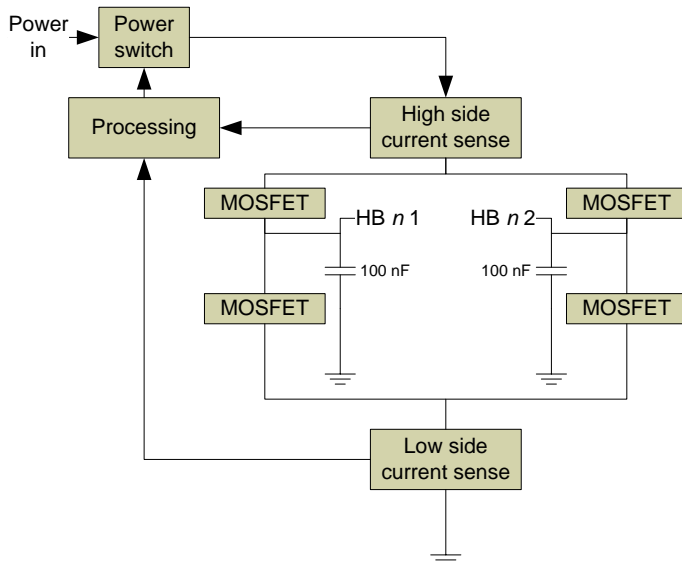 Power
in
Power
switch
Processing
High side
current sense
MOSFET
HB n 1
HB n 2
MOSFET
100 nF
100 nF
MOSFET
MOSFET
Low side
current sense